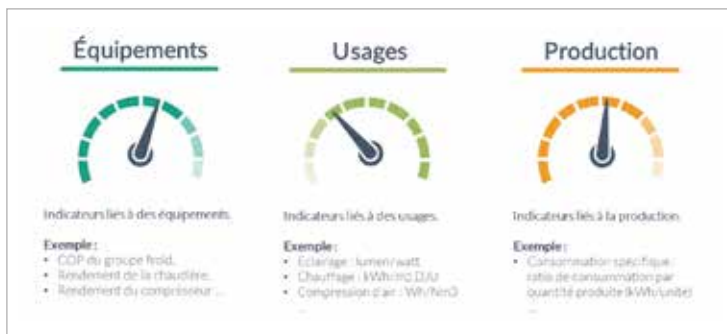 Équipements
Indicateurs liés à des équipements.
Exemple :
• COP du groupe froid,
• Rendement de la chaudière,
• Rendement du compresseur ...
Usages
Indicateurs liés à des usages.
Exemple :
• Eclairage : lumen/watt
• Chauffage : kWh/m2.DJU
• Compression d'air : Wh/Nm3
...
Production
Indicateurs liés à la production.
Exemple :
• Consommation spécifique :
ratio de consommation par
quantité produite (kWh/unité)
...